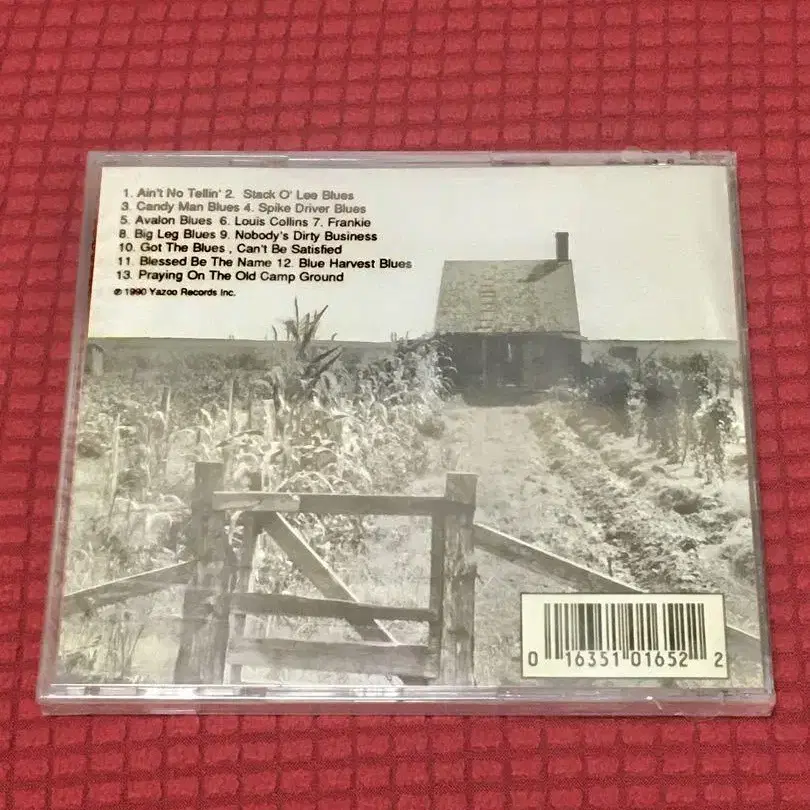 1. Ain't No Tellin' 2. Stack O' Lee Blues
3. Candy Man Blues 4. Spike Driver Blues
5. Avalon Blues 6. Louis Collins 7. Frankie
8. Big Leg Blues 9. Nobody's Dirty Business
10. Got The Blues , Can't Be Satisfied
11. Blessed Be The Name 12. Blue Harvest Blues
13. Praying On The Old Camp Ground
℗ 1990 Yazoo Records Inc.
0 16351 01652 2